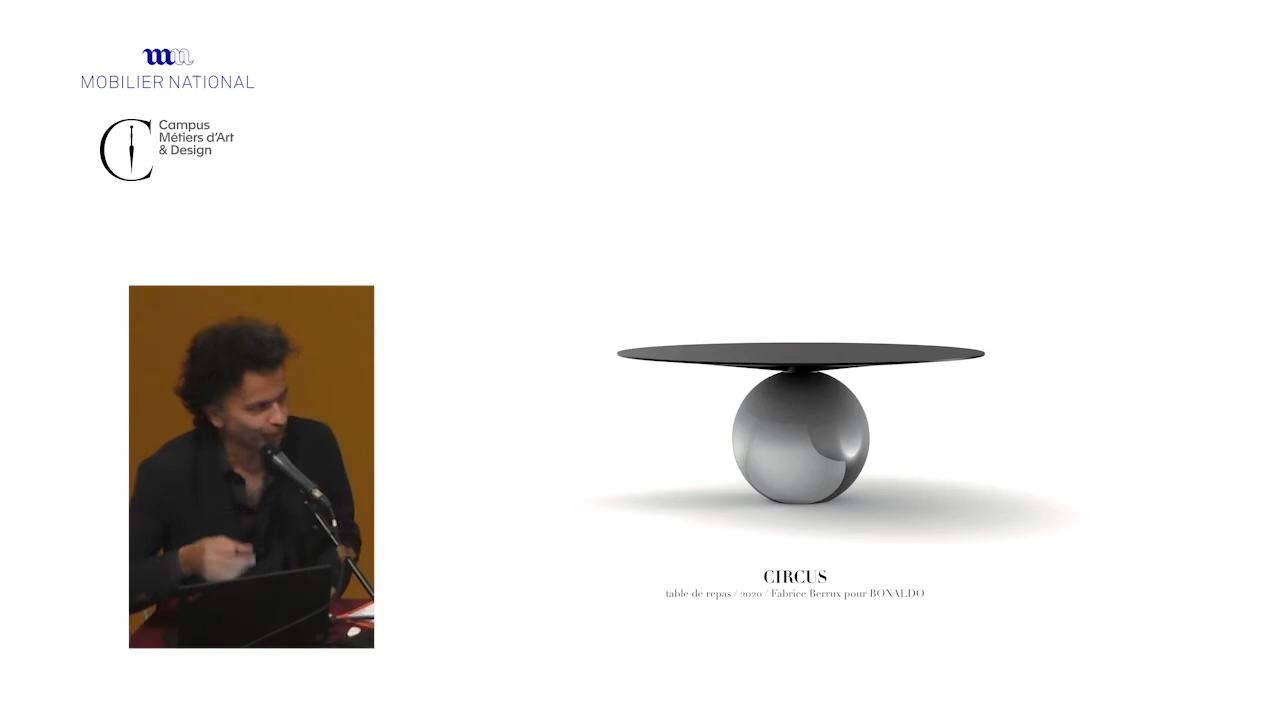 MOBILIER NATIONAL
Campus
Métiers d'Art
& Design
CIRCUS
table de repas / 2020 / Fabrice Berrux pour BONALDO